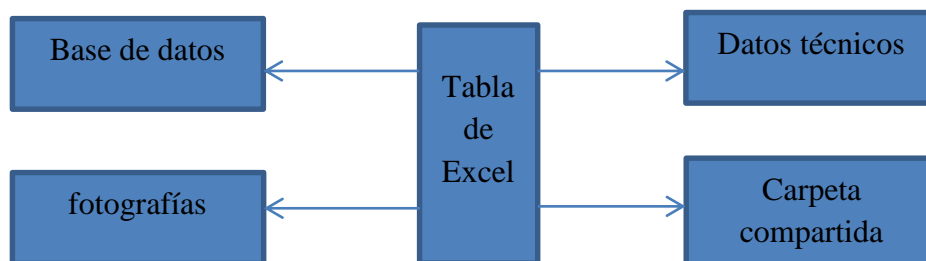 Base de datos
Datos técnicos
Tabla
de
Excel
fotografías
Carpeta
compartida